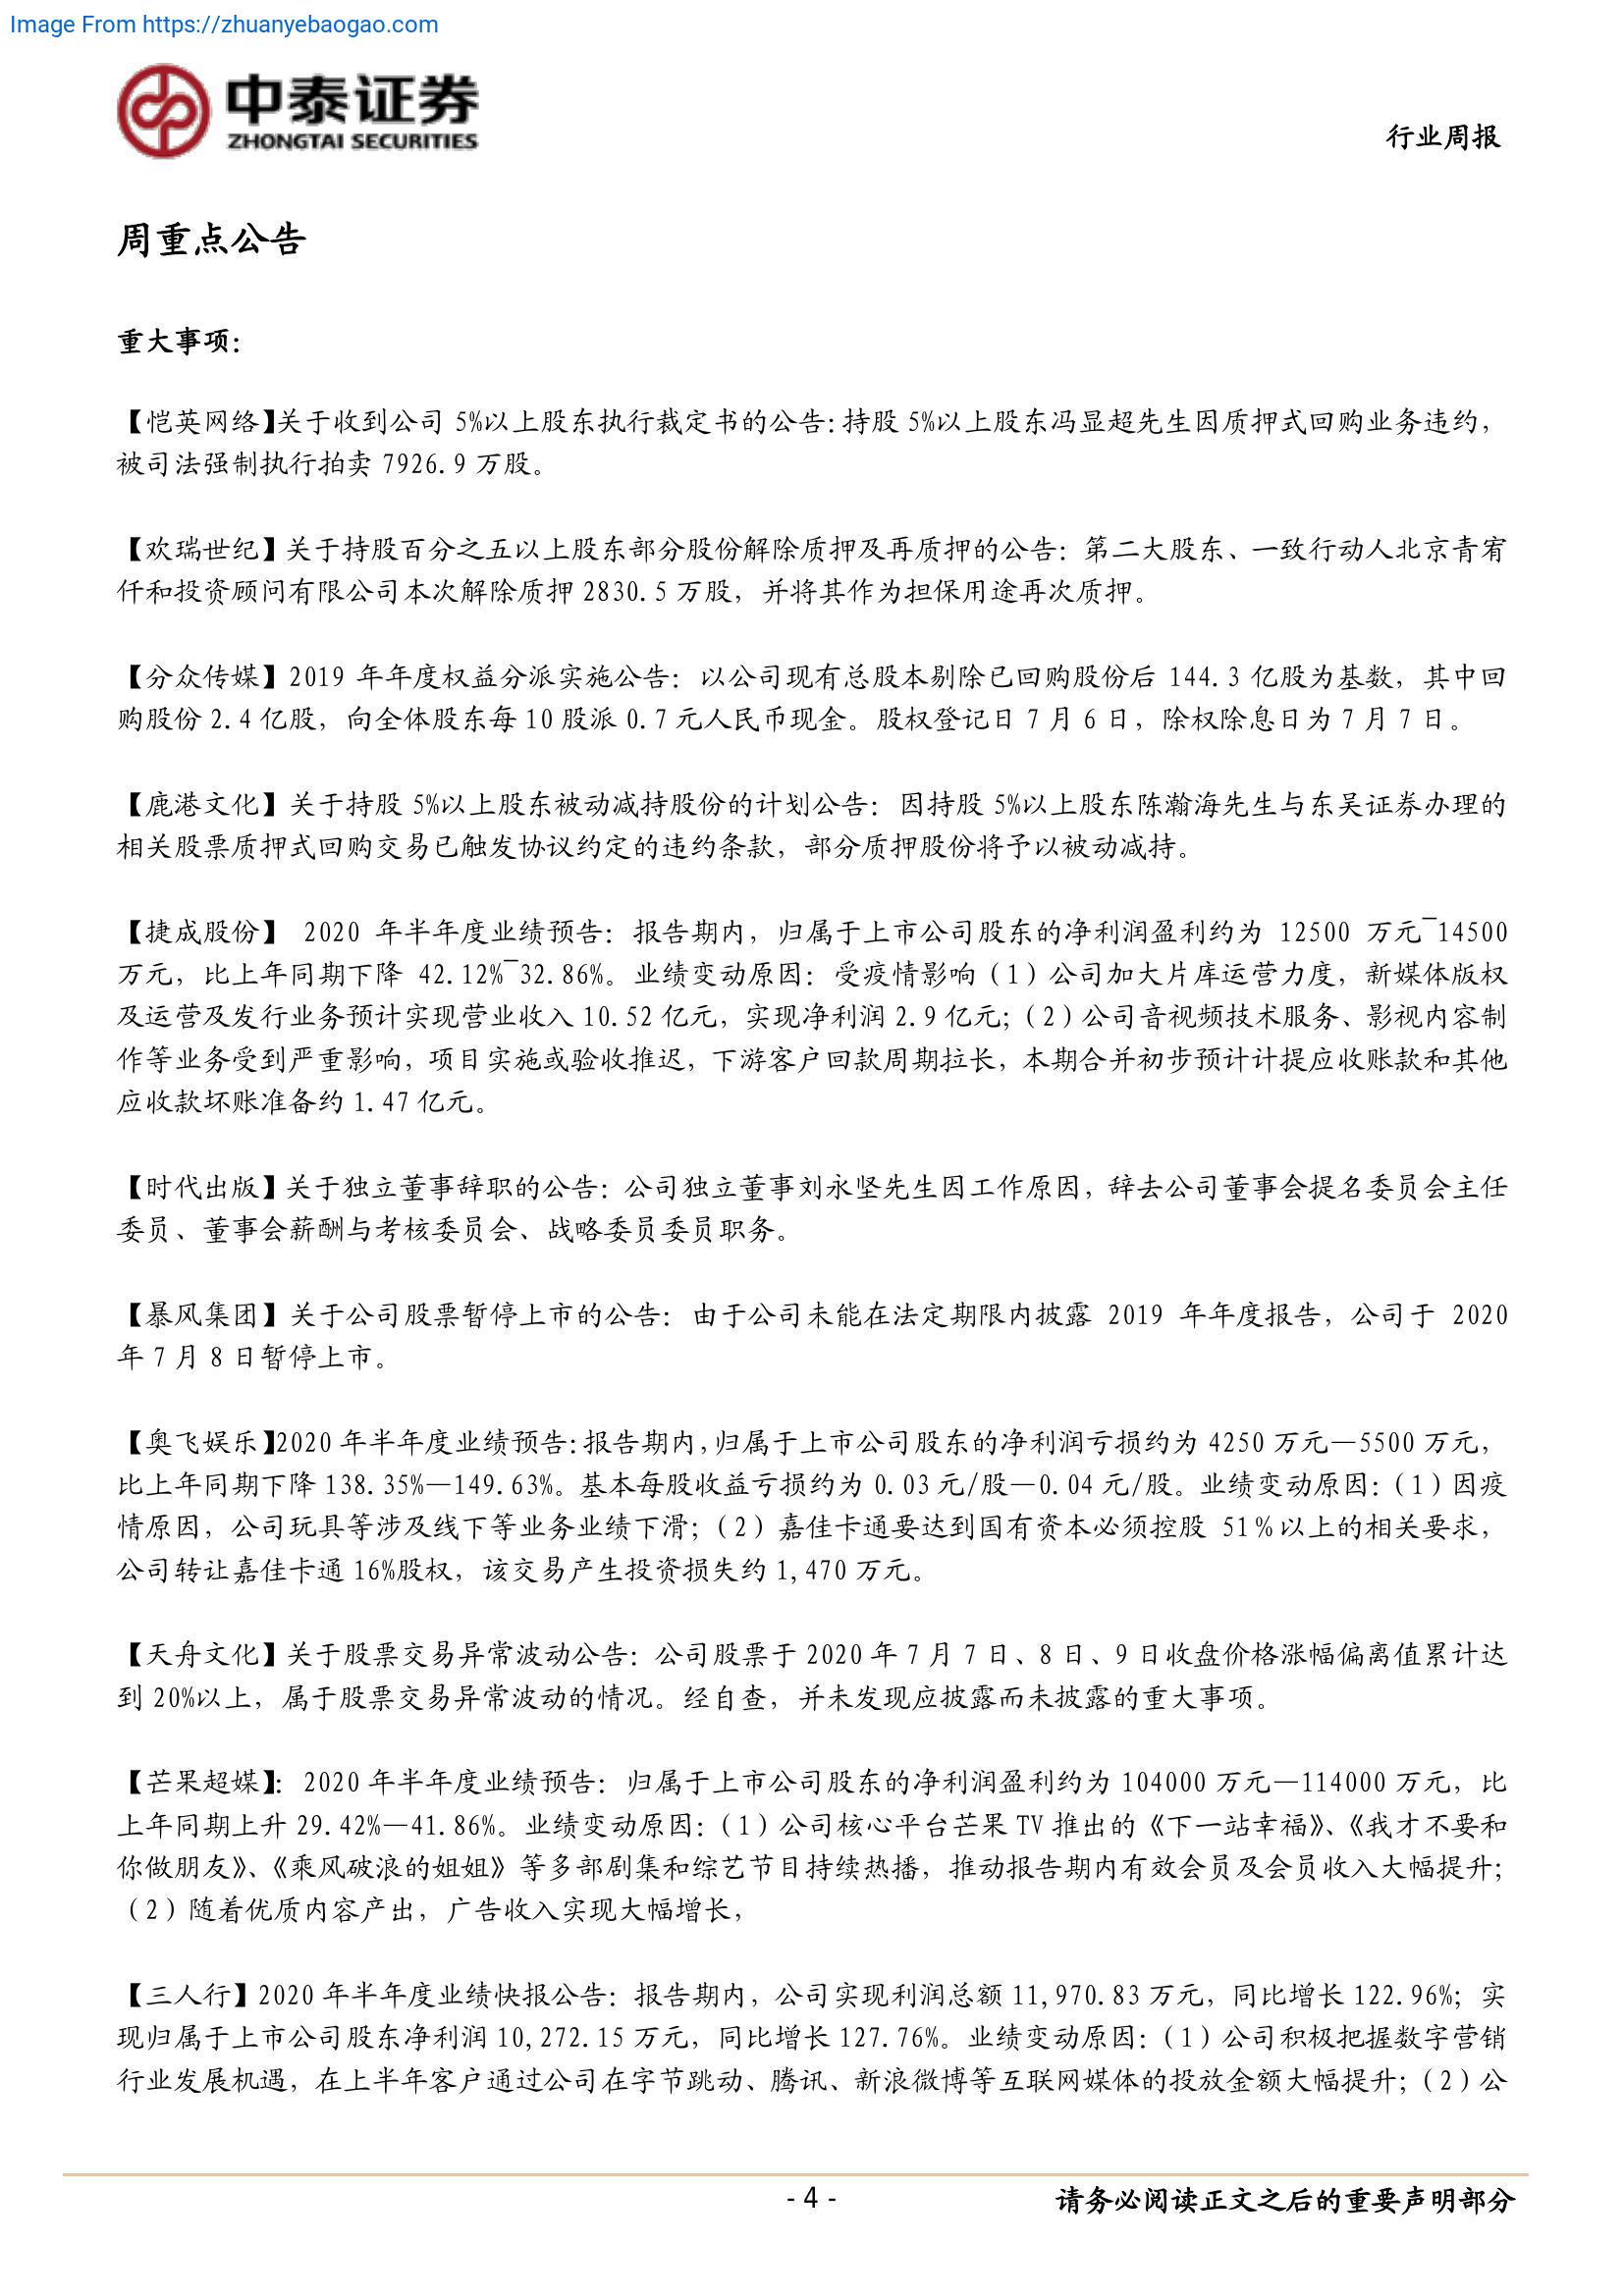 Image From https://zhuanyebaogao.com
中泰证券
ZHONGTAI SECURITIES
行业周报
周重点公告
重大事项：
【恺英网络】关于收到公司 5%以上股东执行裁定书的公告：持股 5%以上股东冯显超先生因质押式回购业务违约，
被司法强制执行拍卖 7926.9 万股。
【欢瑞世纪】关于持股百分之五以上股东部分股份解除质押及再质押的公告：第二大股东、一致行动人北京青宥
仟和投资顾问有限公司本次解除质押 2830.5 万股，并将其作为担保用途再次质押。
【分众传媒】2019 年年度权益分派实施公告：以公司现有总股本剔除已回购股份后 144.3 亿股为基数，其中回
购股份 2.4 亿股，向全体股东每 10 股派 0.7 元人民币现金。股权登记日 7 月 6 日，除权除息日为 7 月 7 日。
【鹿港文化】关于持股 5%以上股东被动减持股份的计划公告：因持股 5%以上股东陈瀚海先生与东吴证券办理的
相关股票质押式回购交易已触发协议约定的违约条款，部分质押股份将予以被动减持。
【捷成股份】 2020 年半年度业绩预告：报告期内，归属于上市公司股东的净利润盈利约为 12500 万元¯14500
万元，比上年同期下降 42.12%¯32.86%。业绩变动原因：受疫情影响（1）公司加大片库运营力度，新媒体版权
及运营及发行业务预计实现营业收入 10.52 亿元，实现净利润 2.9 亿元；（2）公司音视频技术服务、影视内容制
作等业务受到严重影响，项目实施或验收推迟，下游客户回款周期拉长，本期合并初步预计计提应收账款和其他
应收款坏账准备约 1.47 亿元。
【时代出版】关于独立董事辞职的公告：公司独立董事刘永坚先生因工作原因，辞去公司董事会提名委员会主任
委员、董事会薪酬与考核委员会、战略委员委员职务。
【暴风集团】关于公司股票暂停上市的公告：由于公司未能在法定期限内披露 2019 年年度报告，公司于 2020
年 7 月 8 日暂停上市。
【奥飞娱乐】2020 年半年度业绩预告：报告期内，归属于上市公司股东的净利润亏损约为 4250 万元—5500 万元，
比上年同期下降 138.35%—149.63%。基本每股收益亏损约为 0.03 元/股—0.04 元/股。业绩变动原因：（1）因疫
情原因，公司玩具等涉及线下等业务业绩下滑；（2）嘉佳卡通要达到国有资本必须控股 51％以上的相关要求，
公司转让嘉佳卡通 16%股权，该交易产生投资损失约 1,470 万元。
【天舟文化】关于股票交易异常波动公告：公司股票于 2020 年 7 月 7 日、8 日、9 日收盘价格涨幅偏离值累计达
到 20%以上，属于股票交易异常波动的情况。经自查，并未发现应披露而未披露的重大事项。
【芒果超媒】：2020 年半年度业绩预告：归属于上市公司股东的净利润盈利约为 104000 万元—114000 万元，比
上年同期上升 29.42%—41.86%。业绩变动原因：（1）公司核心平台芒果 TV 推出的《下一站幸福》、《我才不要和
你做朋友》、《乘风破浪的姐姐》等多部剧集和综艺节目持续热播，推动报告期内有效会员及会员收入大幅提升；
（2）随着优质内容产出，广告收入实现大幅增长，
【三人行】2020 年半年度业绩快报公告：报告期内，公司实现利润总额 11,970.83 万元，同比增长 122.96%；实
现归属于上市公司股东净利润 10,272.15 万元，同比增长 127.76%。业绩变动原因：（1）公司积极把握数字营销
行业发展机遇，在上半年客户通过公司在字节跳动、腾讯、新浪微博等互联网媒体的投放金额大幅提升；（2）公
- 4 -
请务必阅读正文之后的重要声明部分